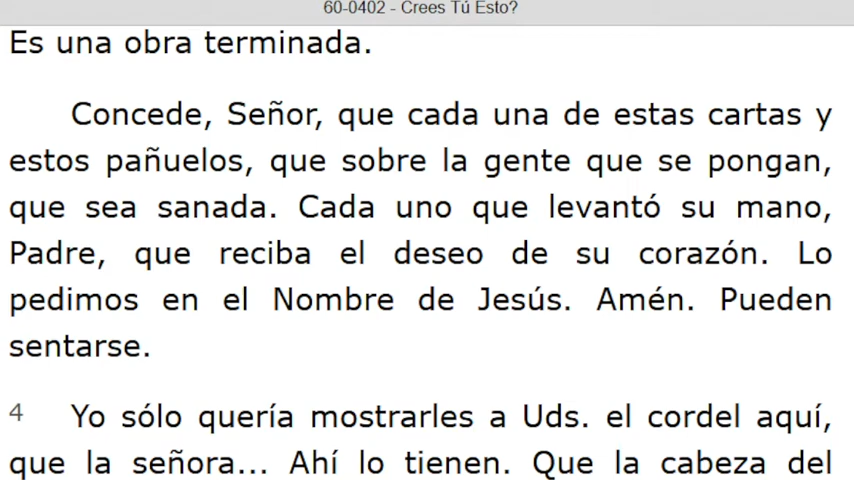 60-0402 - Crees Tú Esto?
Es una obra terminada.
Concede, Señor, que cada una de estas cartas y
estos pañuelos, que sobre la gente que se pongan,
que sea sanada. Cada uno que levantó su mano,
Padre, que reciba el deseo de su corazón. Lo
pedimos en el Nombre de Jesús. Amén. Pueden
sentarse.
4 Yo sólo quería mostrarles a Uds. el cordel aquí,
que la señora... Ahí lo tienen. Que la cabeza del